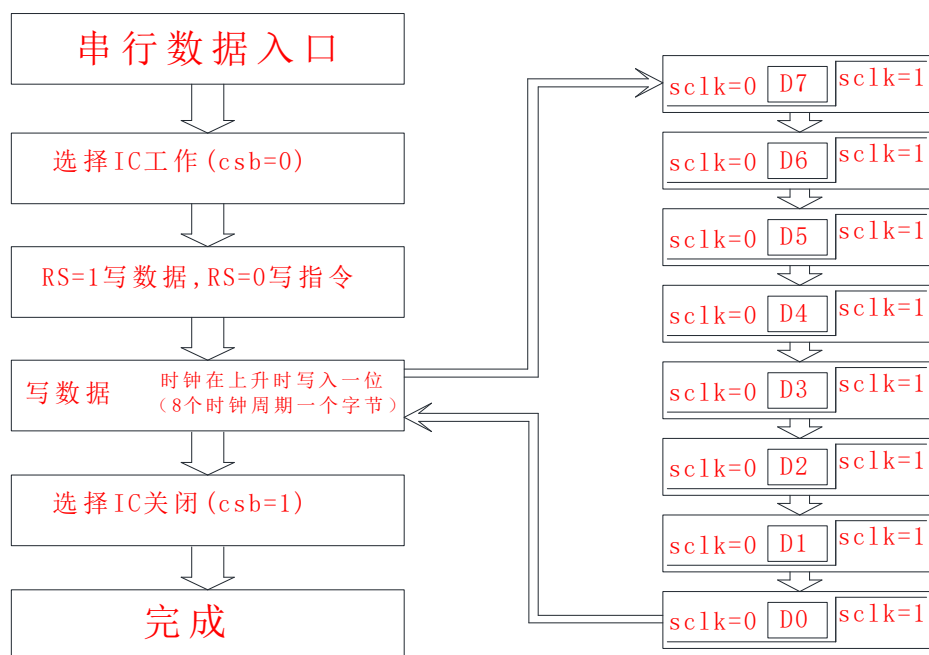 串行数据入口
选择IC工作(csb=0)
RS=1写数据,RS=0写指令
写数据
时钟在上升时写入一位
(8个时钟周期一个字节)
选择IC关闭(csb=1)
完成
sclk=0 D7 sclk=1
sclk=0 D6 sclk=1
sclk=0 D5 sclk=1
sclk=0 D4 sclk=1
sclk=0 D3 sclk=1
sclk=0 D2 sclk=1
sclk=0 D1 sclk=1
sclk=0 D0 sclk=1